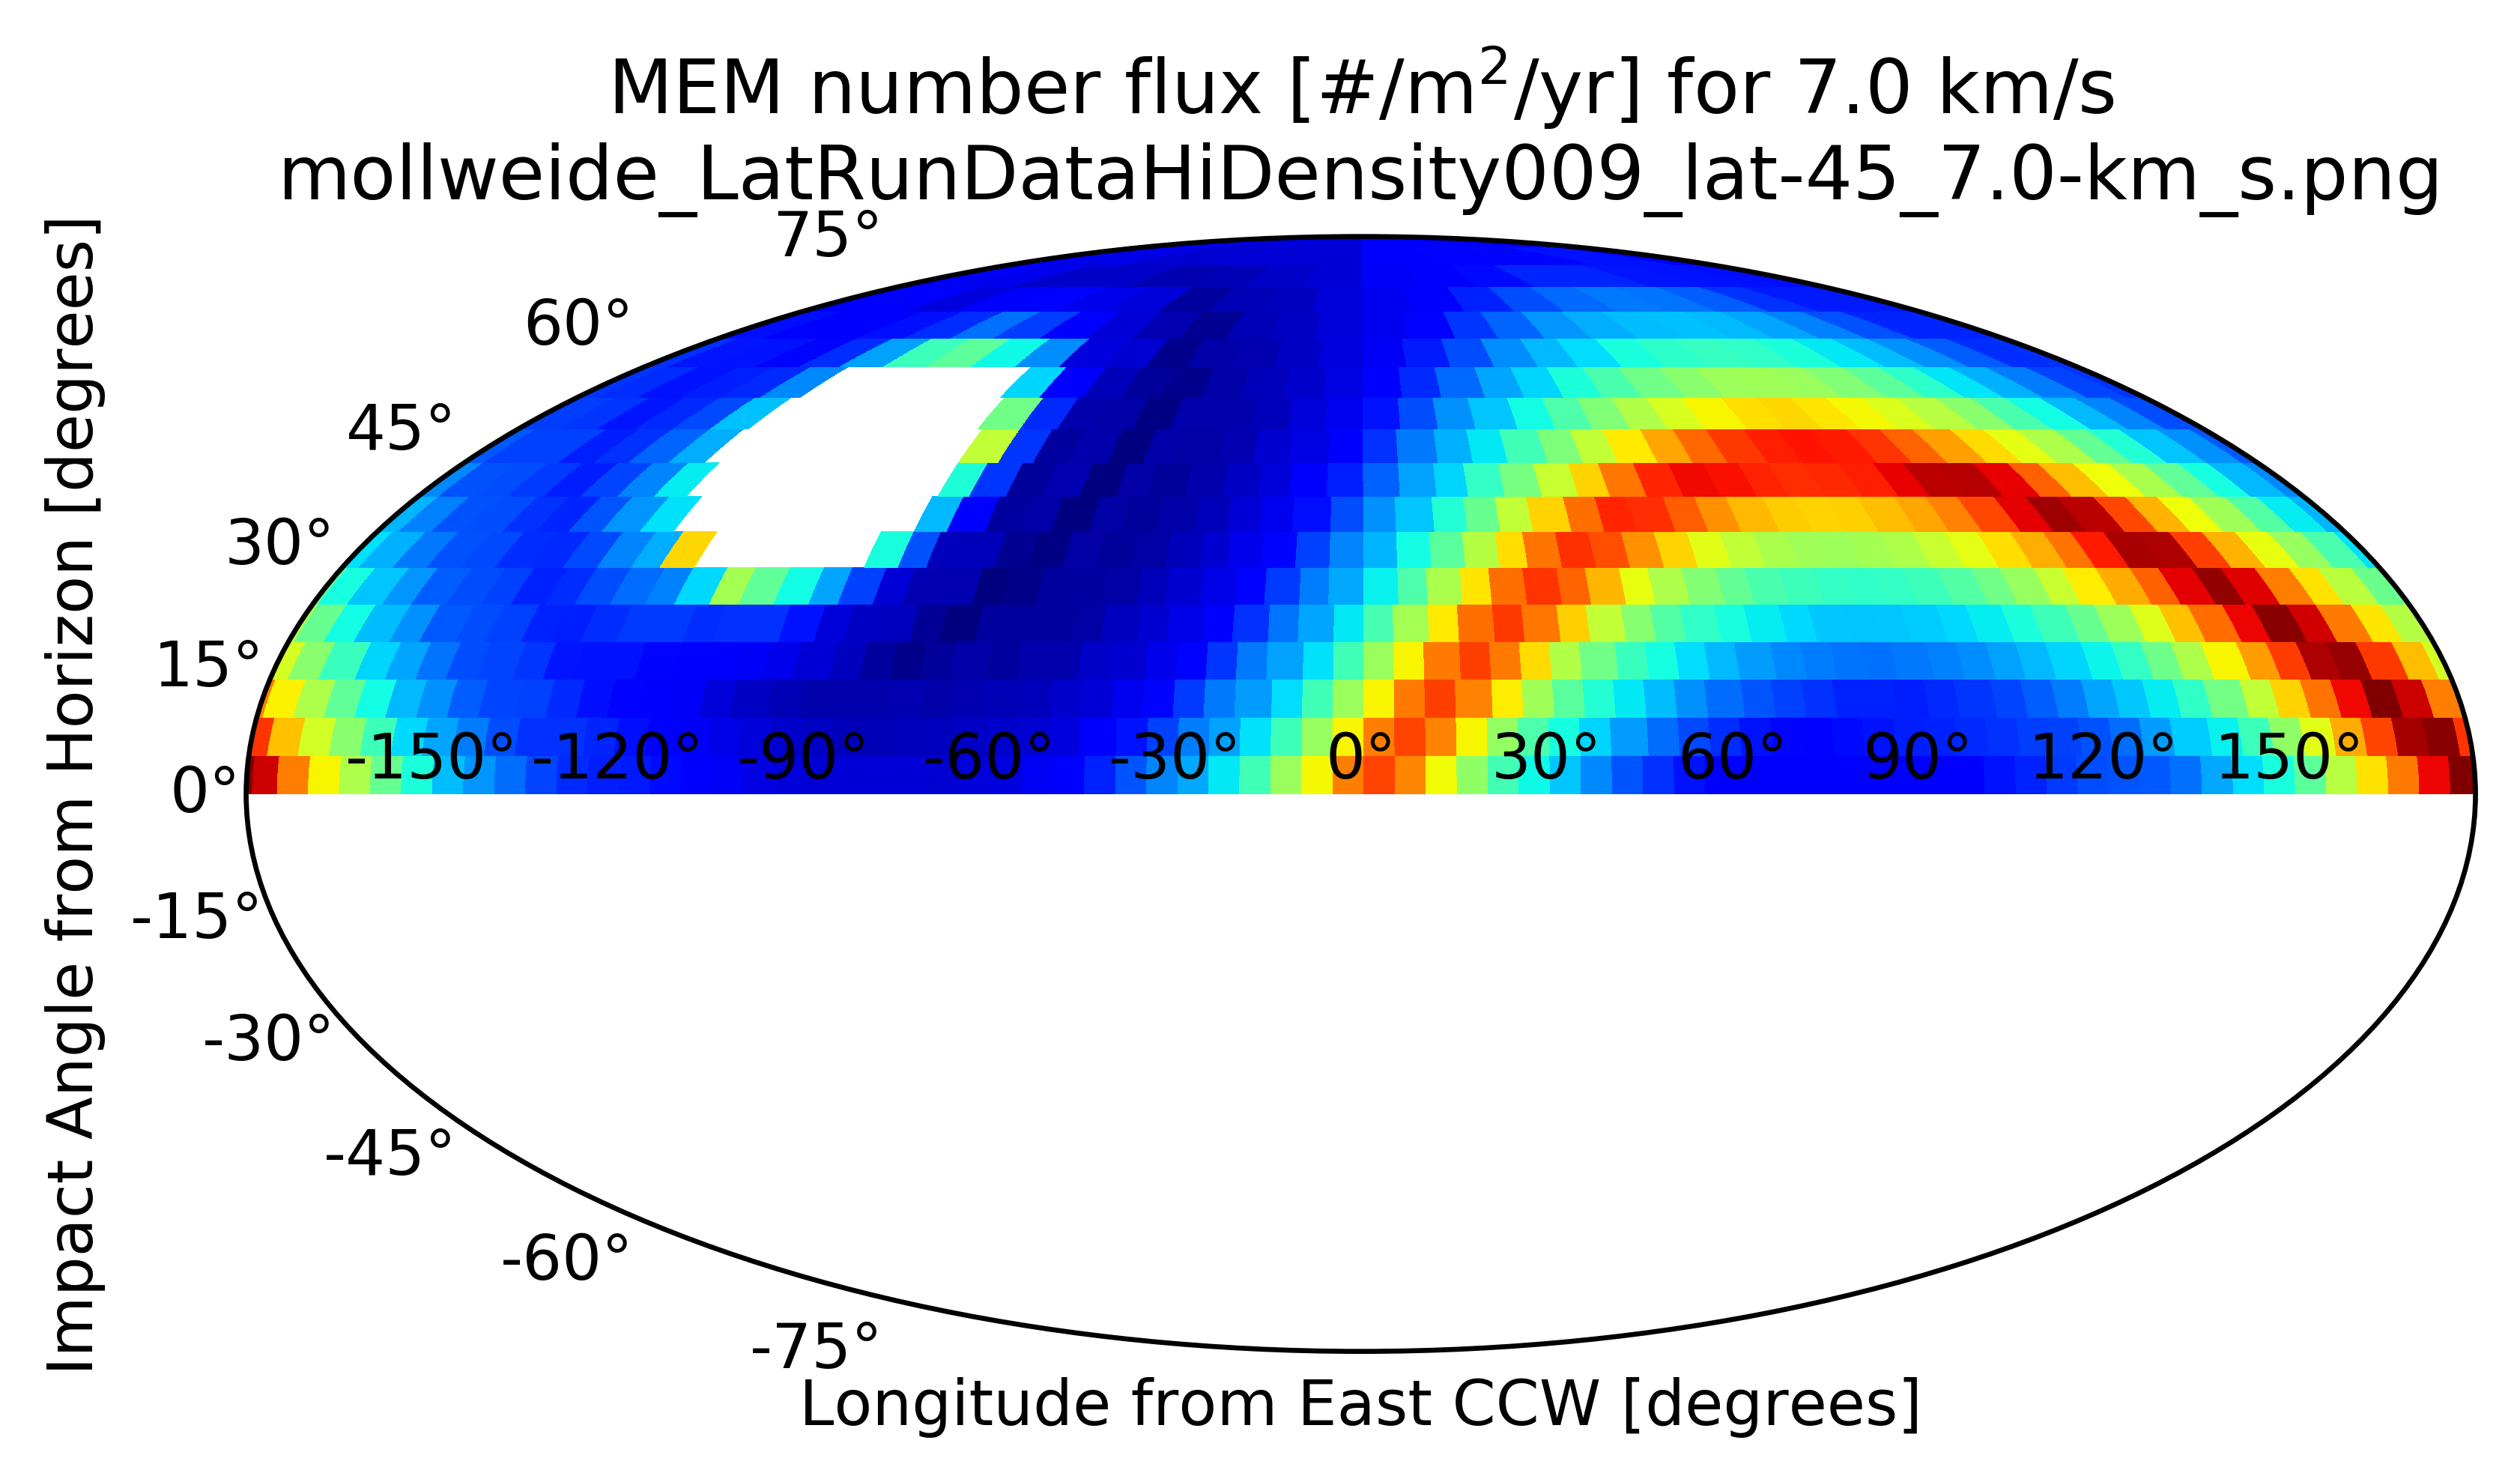 MEM number flux [#/m²/yr] for 7.0 km/s
mollweide_LatRunDataHiDensity009_lat-45_7.0-km_s.png
Impact Angle from Horizon [degrees]
75°
60°
45°
30°
15°
0°
-15°
-30°
-45°
-60°
-75°
-150° -120° -90° -60° -30° 0° 30° 60° 90° 120° 150°
Longitude from East CCW [degrees]